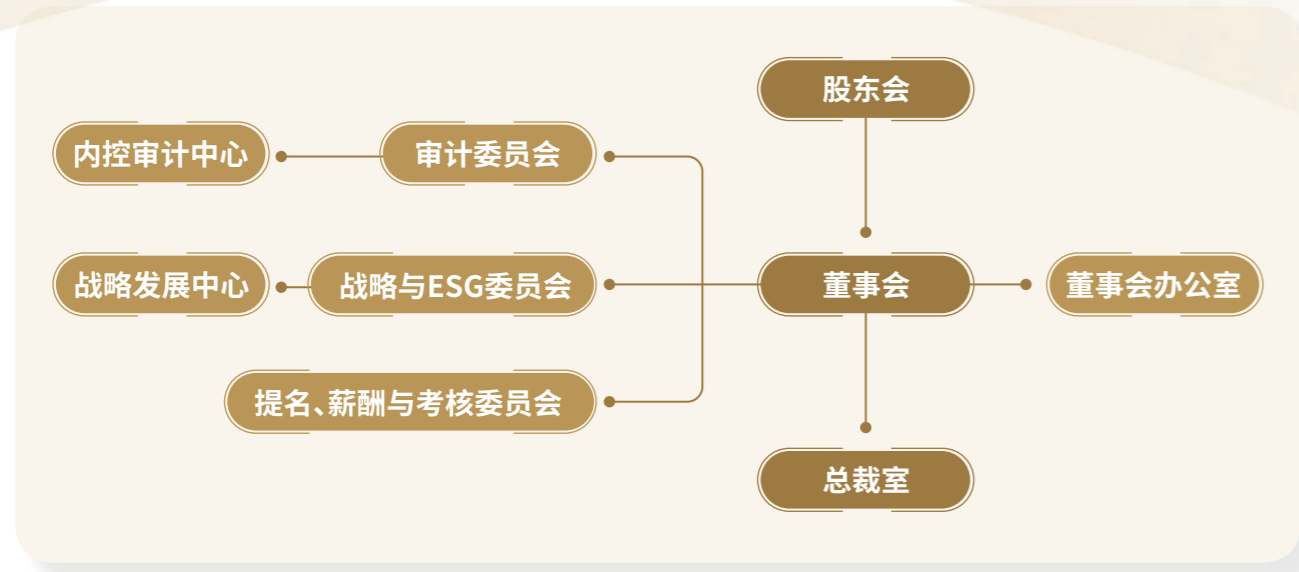 股东会
内控审计中心
审计委员会
战略发展中心
战略与ESG委员会
董事会
董事会办公室
提名、薪酬与考核委员会
总裁室